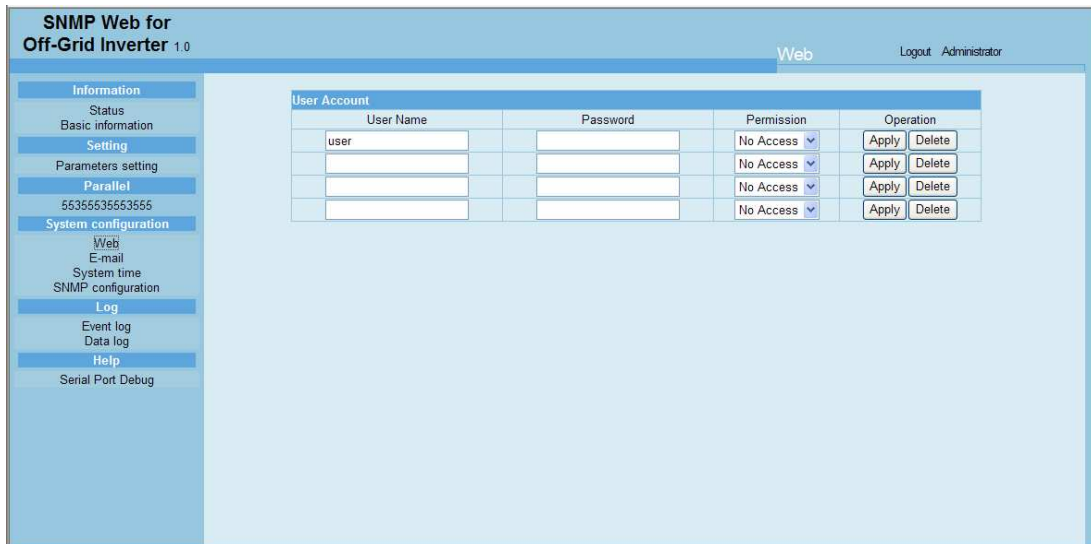 SNMP Web for
Off-Grid Inverter 1.0
Web
Logout Administrator
Information
Status
Basic information
Setting
Parameters setting
Parallel
55355535553555
System configuration
Web
E-mail
System time
SNMP configuration
Log
Event log
Data log
Help
Serial Port Debug
User Account
User Name Password Permission Operation
user No Access Apply Delete
No Access Apply Delete
No Access Apply Delete
No Access Apply Delete